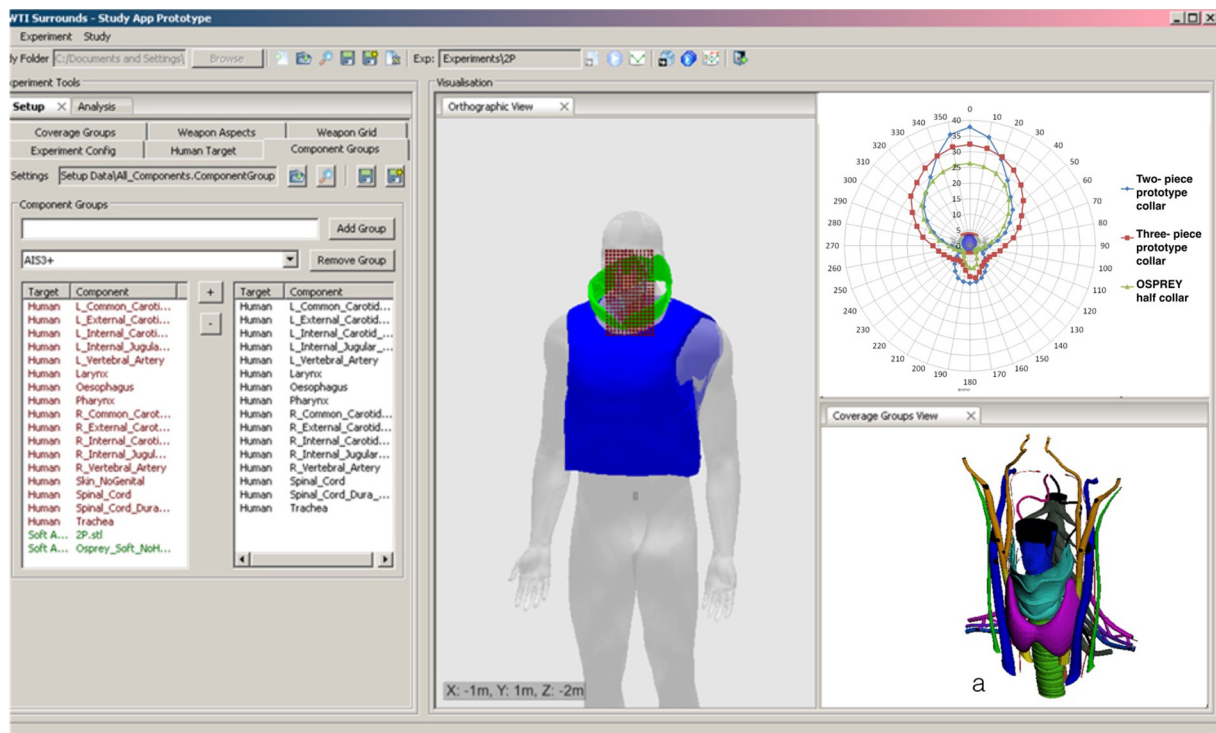 WTI Surrounds - Study App Prototype
Experiment Study
dy Folder C:/Documents and Settings\ Browse Exp: Experiments\2P
xperiment Tools
Setup X Analysis
Coverage Groups Weapon Aspects Weapon Grid
Experiment Config Human Target Component Groups
Settings Setup Data\All_Components.ComponentGroup
Component Groups
Add Group
AIS3+ Remove Group
Target Component
Human L_Common_Caroti...
Human L_External_Caroti...
Human L_Internal_Caroti...
Human L_Internal_Jugula...
Human L_Vertebral_Artery
Human Larynx
Human Oesophagus
Human Pharynx
Human R_Common_Carot...
Human R_External_Carot...
Human R_Internal_Caroti...
Human R_Internal_Jugul...
Human R_Vertebral_Artery
Human Skin_NoGenital
Human Spinal_Cord
Human Spinal_Cord_Dura...
Human Trachea
Soft A... 2P.stl
Soft A... Osprey_Soft_NoH...
+
-
Target Component
Human L_Common_Carotid...
Human L_External_Carotid...
Human L_Internal_Carotid_...
Human L_Internal_Jugular_...
Human L_Vertebral_Artery
Human Larynx
Human Oesophagus
Human Pharynx
Human R_Common_Carotid...
Human R_External_Carotid...
Human R_Internal_Carotid...
Human R_Internal_Jugular...
Human R_Vertebral_Artery
Human Spinal_Cord
Human Spinal_Cord_Dura_...
Human Trachea
Visualisation
Orthographic View X
X: -1m, Y: 1m, Z: -2m
0
10
20
30
40
50
60
70
80
90
100
110
120
130
140
150
160
170
180
190
200
210
220
230
240
250
260
270
280
290
300
310
320
330
340
350
40
35
30
25
20
15
10
5
0
Two- piece
prototype
collar
Three- piece
prototype
collar
OSPREY
half collar
Coverage Groups View X
a